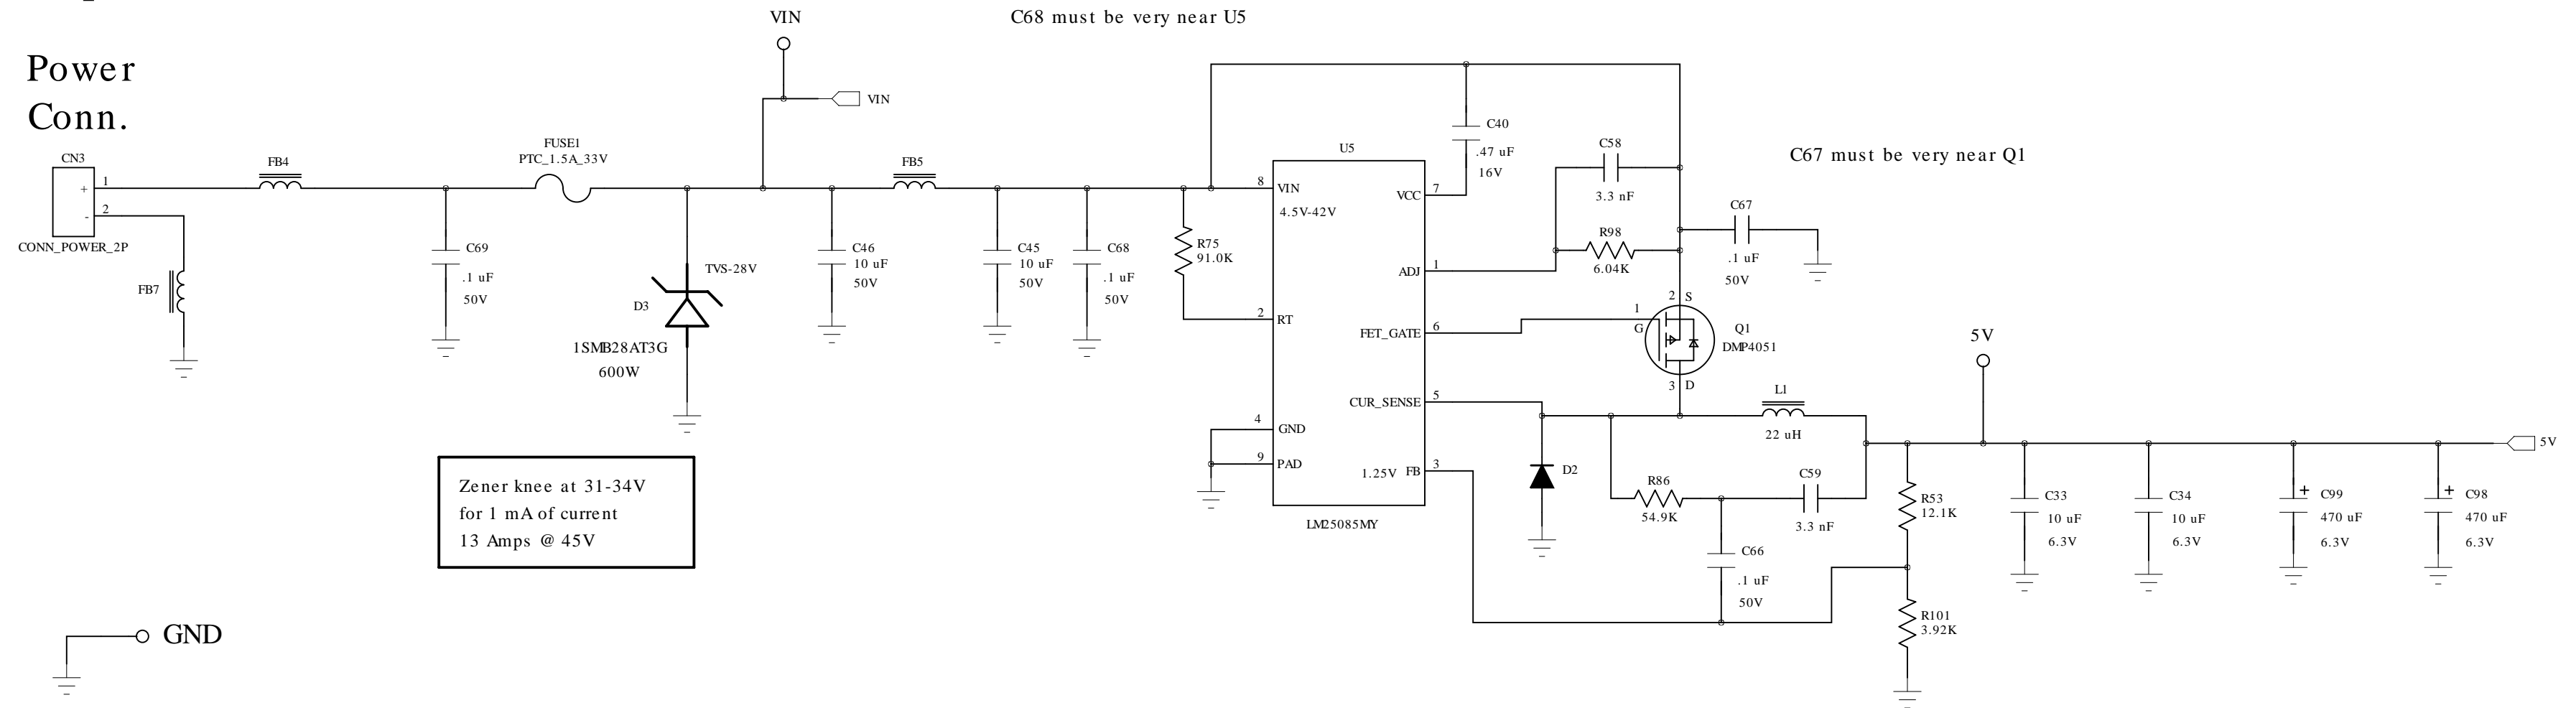 VIN
C68 must be very near U5
Power
Conn.
VIN
C40
.47 uF
16V
C58
3.3 nF
C67 must be very near Q1
CN3
1
+
2
-
CONN_POWER_2P
FB4
FUSE1
PTC_1.5A_33V
FB5
U5
8
VIN
4.5V-42V
VCC
7
C69
.1 uF
50V
FB7
TVS-28V
D3
1SMB28AT3G
600W
C46
10 uF
50V
C45
10 uF
50V
C68
.1 uF
50V
R75
91.0K
2
RT
ADJ
1
R98
6.04K
C67
.1 uF
50V
FET_GATE
6
1
G
2
S
Q1
DMP4051
3
D
CUR_SENSE
5
L1
22 uH
5V
5V
4
GND
9
PAD
1.25V
FB
3
LM25085MY
D2
R86
54.9K
C59
3.3 nF
C66
.1 uF
50V
R53
12.1K
R101
3.92K
C33
10 uF
6.3V
C34
10 uF
6.3V
+
C99
470 uF
6.3V
+
C98
470 uF
6.3V
Zener knee at 31-34V
for 1 mA of current
13 Amps @ 45V
GND